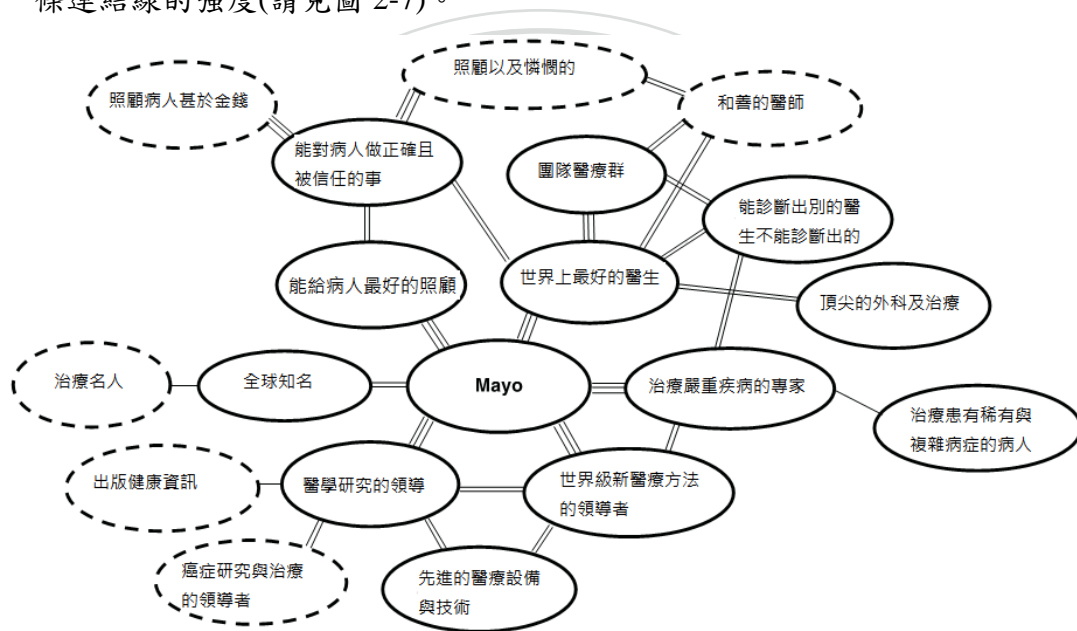 條連結線的強度(請見圖 2-7)。
照顧以及憐憫的
照顧病人甚於金錢
和善的醫師
能對病人做正確且
被信任的事
團隊醫療群
能診斷出別的醫
生不能診斷出的
能給病人最好的照顧
世界上最好的醫生
頂尖的外科及治療
治療名人
全球知名
Mayo
治療嚴重疾病的專家
治療患有稀有與
複雜病症的病人
出版健康資訊
醫學研究的領導
世界級新醫療方法
的領導者
癌症研究與治療
的領導者
先進的醫療設備
與技術